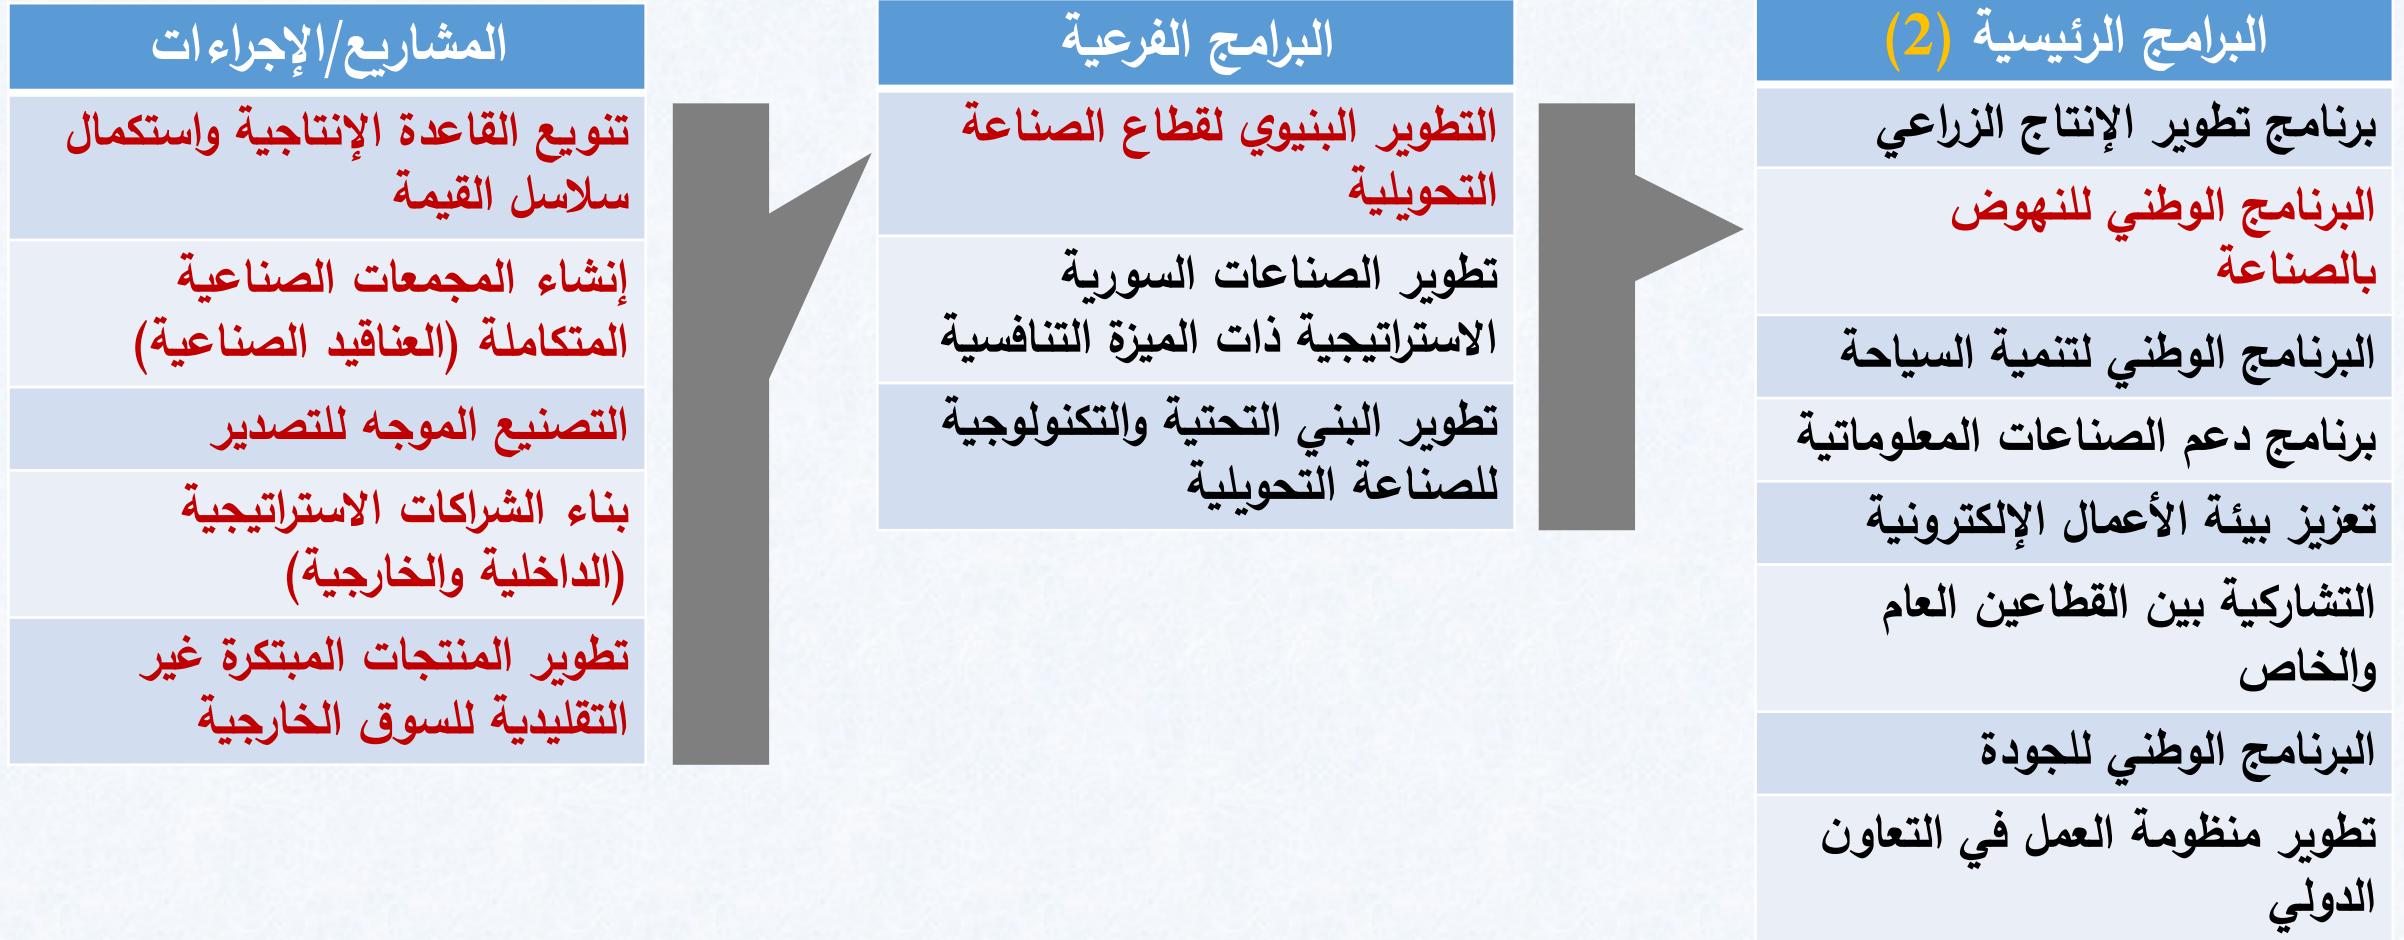 البرامج الرئيسية (2)
برنامج تطوير الإنتاج الزراعي
البرنامج الوطني للنهوض
بالصناعة
البرنامج الوطني لتنمية السياحة
برنامج دعم الصناعات المعلوماتية
تعزيز بيئة الأعمال الإلكترونية
التشاركية بين القطاعين العام
والخاص
البرنامج الوطني للجودة
تطوير منظومة العمل في التعاون
الدولي
البرامج الفرعية
التطوير البنيوي لقطاع الصناعة
التحويلية
تطوير الصناعات السورية
الاستراتيجية ذات الميزة التنافسية
تطوير البني التحتية والتكنولوجية
للصناعة التحويلية
المشاريع/الإجراءات
تنويع القاعدة الإنتاجية واستكمال
سلاسل القيمة
إنشاء المجمعات الصناعية
المتكاملة (العناقيد الصناعية)
التصنيع الموجه للتصدير
بناء الشراكات الاستراتيجية
(الداخلية والخارجية)
تطوير المنتجات المبتكرة غير
التقليدية للسوق الخارجية